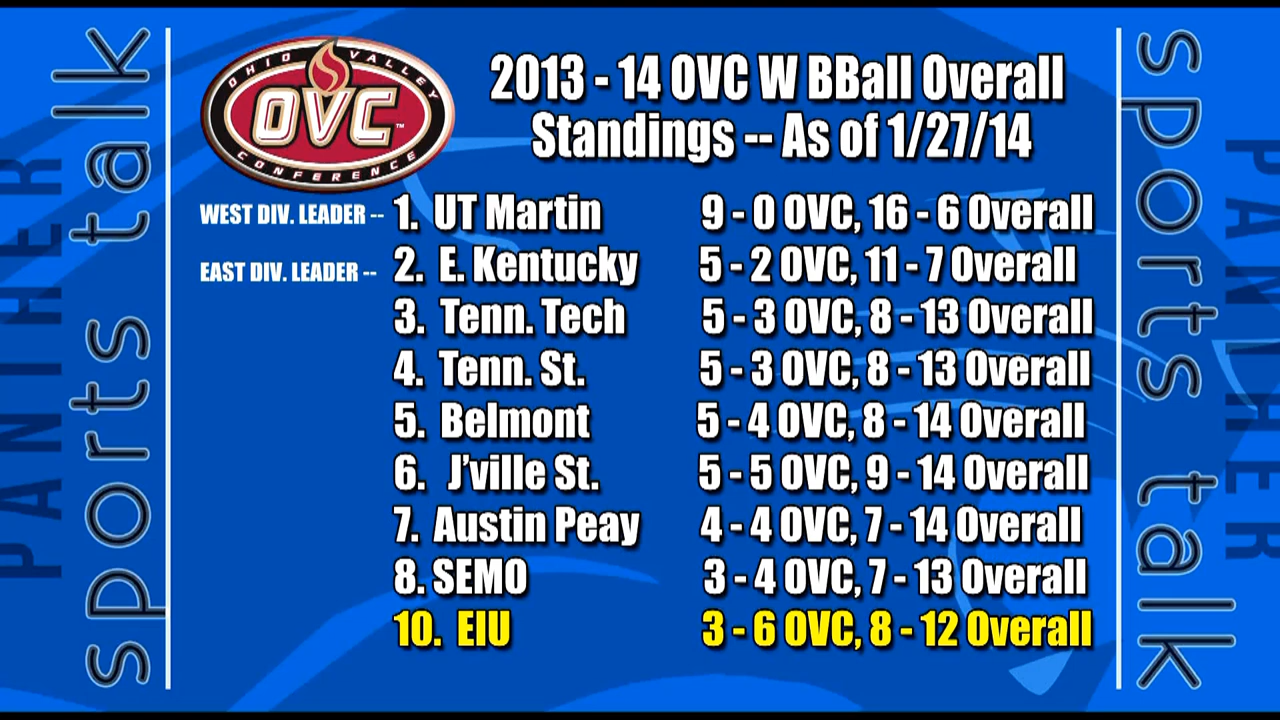 OHIO VALLEY
OVC™
CONFERENCE
2013 - 14 OVC W BBall Overall
Standings -- As of 1/27/14
WEST DIV. LEADER -- 1. UT Martin 9 - 0 OVC, 16 - 6 Overall
EAST DIV. LEADER -- 2. E. Kentucky 5 - 2 OVC, 11 - 7 Overall
3. Tenn. Tech 5 - 3 OVC, 8 - 13 Overall
4. Tenn. St. 5 - 3 OVC, 8 - 13 Overall
5. Belmont 5 - 4 OVC, 8 - 14 Overall
6. J'ville St. 5 - 5 OVC, 9 - 14 Overall
7. Austin Peay 4 - 4 OVC, 7 - 14 Overall
8. SEMO 3 - 4 OVC, 7 - 13 Overall
10. EIU 3 - 6 OVC, 8 - 12 Overall
PANTHER
sports talk
sports talk
PANTHER